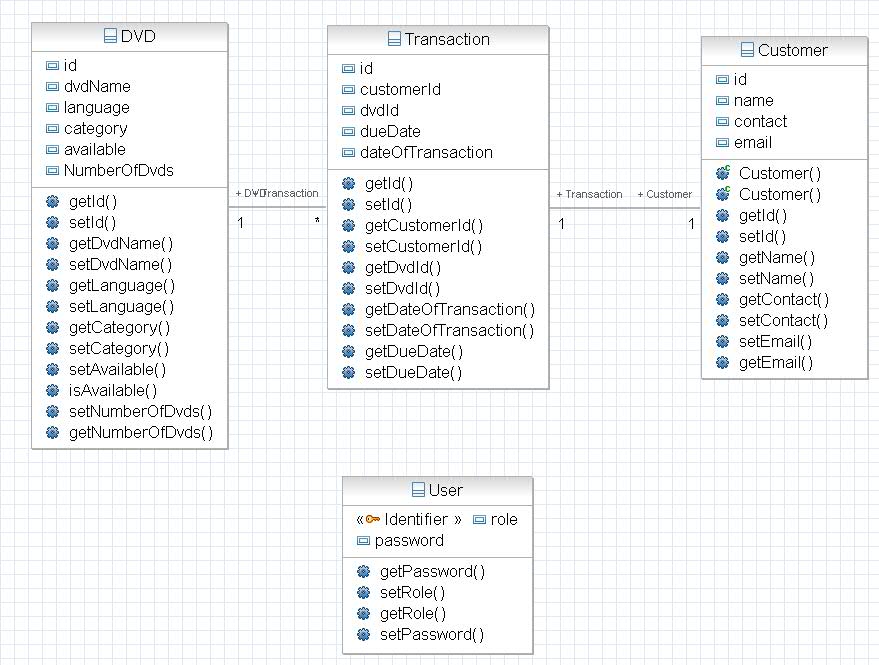 DVD
id
dvdName
language
category
available
NumberOfDvds
getId()
setId()
getDvdName()
setDvdName()
getLanguage()
setLanguage()
getCategory()
setCategory()
setAvailable()
isAvailable()
setNumberOfDvds()
getNumberOfDvds()
+ DVD
+ Transaction
1
*
Transaction
id
customerId
dvdId
dueDate
dateOfTransaction
getId()
setId()
getCustomerId()
setCustomerId()
getDvdId()
setDvdId()
getDateOfTransaction()
setDateOfTransaction()
getDueDate()
setDueDate()
+ Transaction
+ Customer
1
1
Customer
id
name
contact
email
Customer()
Customer()
getId()
setId()
getName()
setName()
getContact()
setContact()
setEmail()
getEmail()
User
« Identifier » role
password
getPassword()
setRole()
getRole()
setPassword()